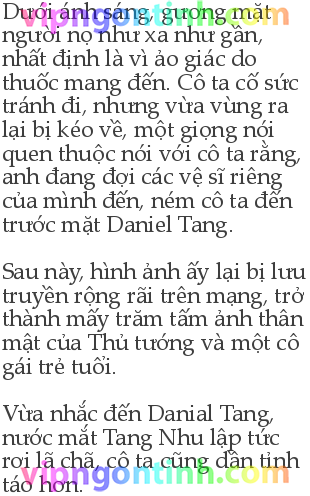 Dưới ánh sáng, gương mặt
người nọ như xa như gần,
nhất định là vì ảo giác do
thuốc mang đến. Cô ta cố sức
tránh đi, nhưng vừa vùng ra
lại bị kéo về, một giọng nói
quen thuộc nói với cô ta rằng,
anh đang đợi các vệ sĩ riêng
của mình đến, ném cô ta đến
trước mặt Daniel Tang.
Sau này, hình ảnh ấy lại bị lưu
truyền rộng rãi trên mạng, trở
thành mấy trăm tấm ảnh thân
mật của Thủ tướng và một cô
gái trẻ tuổi.
Vừa nhắc đến Danial Tang,
nước mắt Tang Nhu lập tức
rơi lã chã, cô ta cũng dần tỉnh
táo hơn.
vipngontinh.com
vipngontinh.com